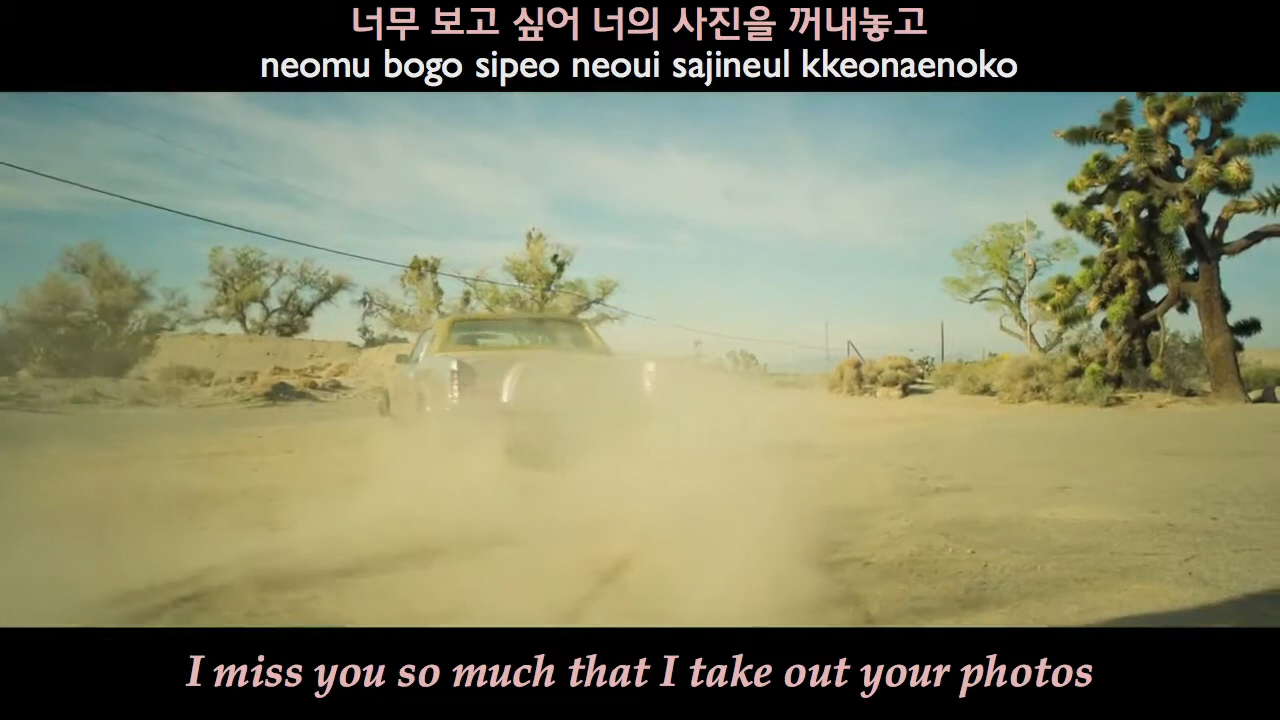 너무 보고 싶어 너의 사진을 꺼내놓고
neomu bogo sipeo neoui sajineul kkeonaenoko
I miss you so much that I take out your photos